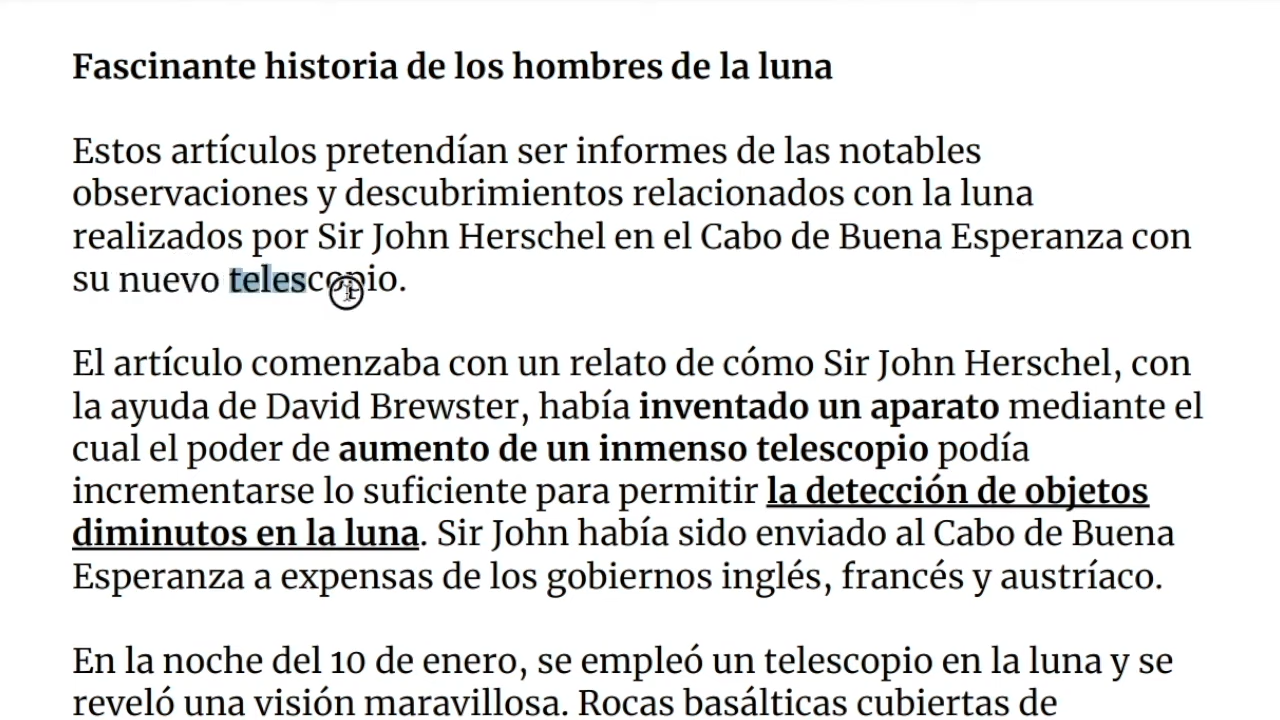 Fascinante historia de los hombres de la luna
Estos artículos pretendían ser informes de las notables
observaciones y descubrimientos relacionados con la luna
realizados por Sir John Herschel en el Cabo de Buena Esperanza con
su nuevo telescopio.
El artículo comenzaba con un relato de cómo Sir John Herschel, con
la ayuda de David Brewster, había inventado un aparato mediante el
cual el poder de aumento de un inmenso telescopio podía
incrementarse lo suficiente para permitir la detección de objetos
diminutos en la luna. Sir John había sido enviado al Cabo de Buena
Esperanza a expensas de los gobiernos inglés, francés y austríaco.
En la noche del 10 de enero, se empleó un telescopio en la luna y se
reveló una visión maravillosa. Rocas basálticas cubiertas de